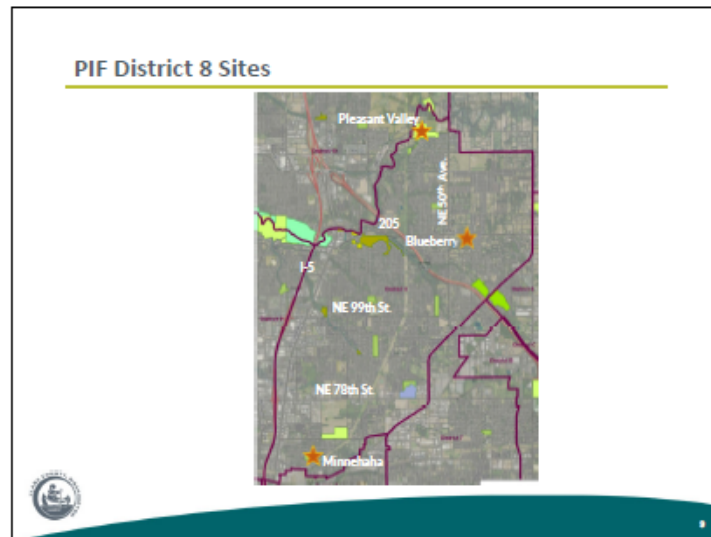 PIF District 8 Sites
Pleasant Valley
NE 50th Ave.
205
Blueberry
I-5
NE 99th St.
NE 78th St.
Minnehaha